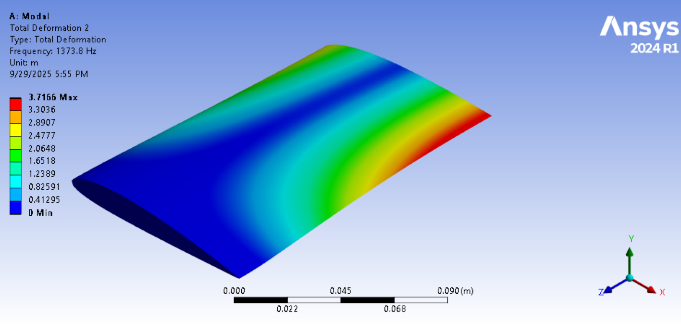 A: Modal
Total Deformation 2
Type: Total Deformation
Frequency: 1373.8 Hz
Unit: m
9/29/2025 5:55 PM
3.7166 Max
3.3036
2.8907
2.4777
2.0648
1.6518
1.2389
0.82591
0.41295
0 Min
Ansys
2024 R1
0.000 0.045 0.090 (m)
0.022 0.068
Y
Z X